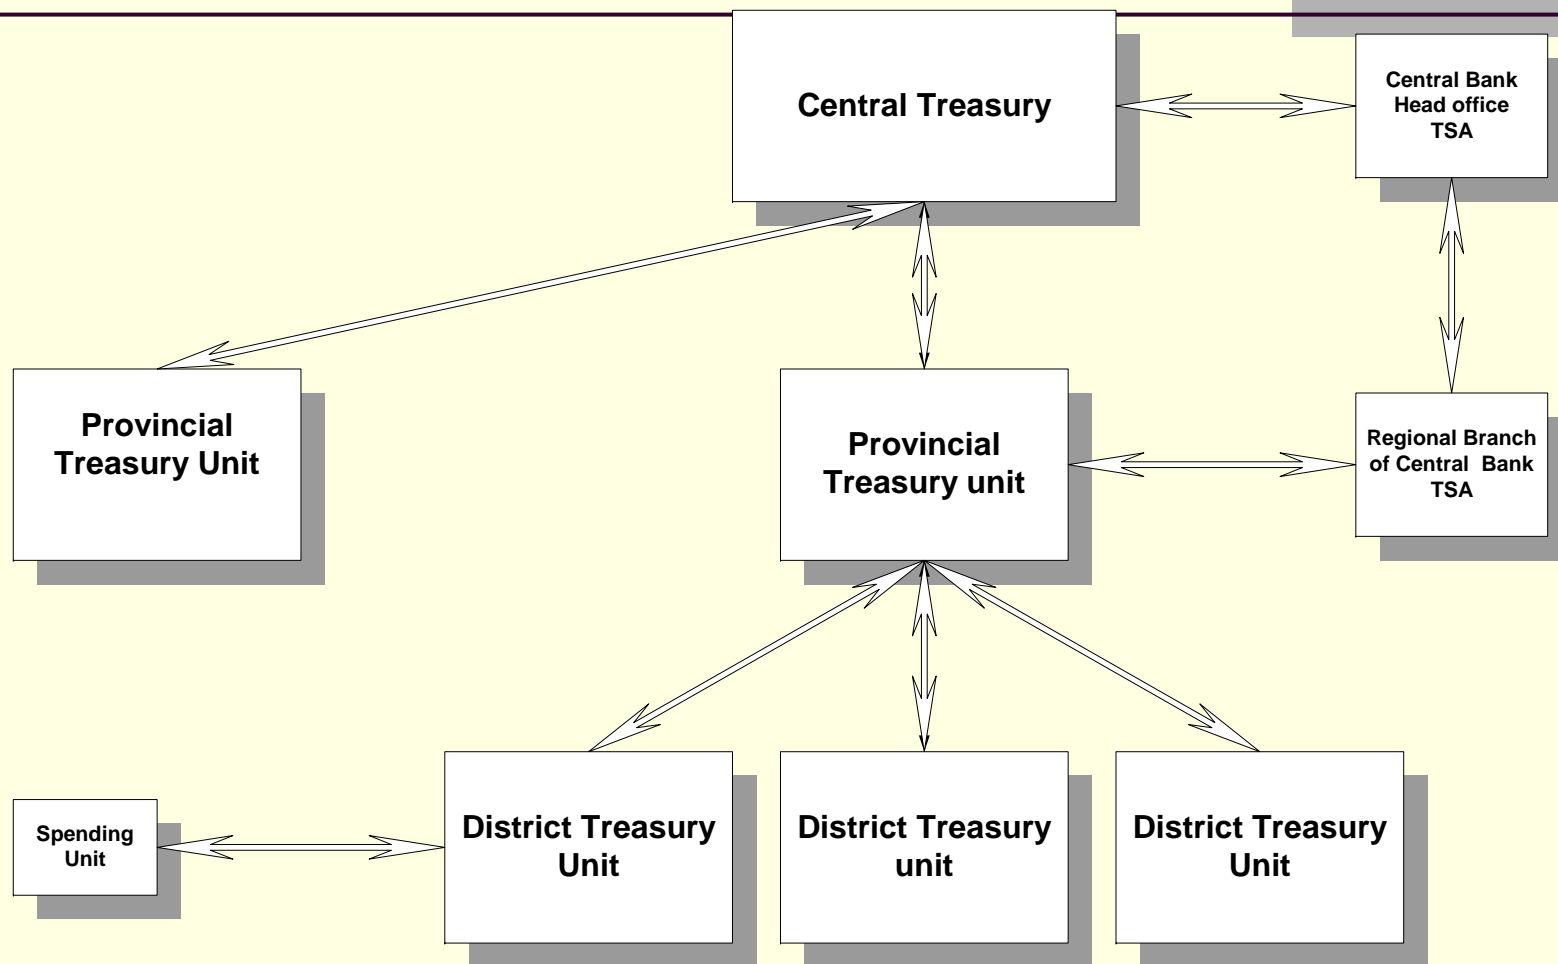 Central Treasury
Central Bank
Head office
TSA
Provincial
Treasury Unit
Provincial
Treasury unit
Regional Branch
of Central Bank
TSA
Spending
Unit
District Treasury
Unit
District Treasury
unit
District Treasury
Unit